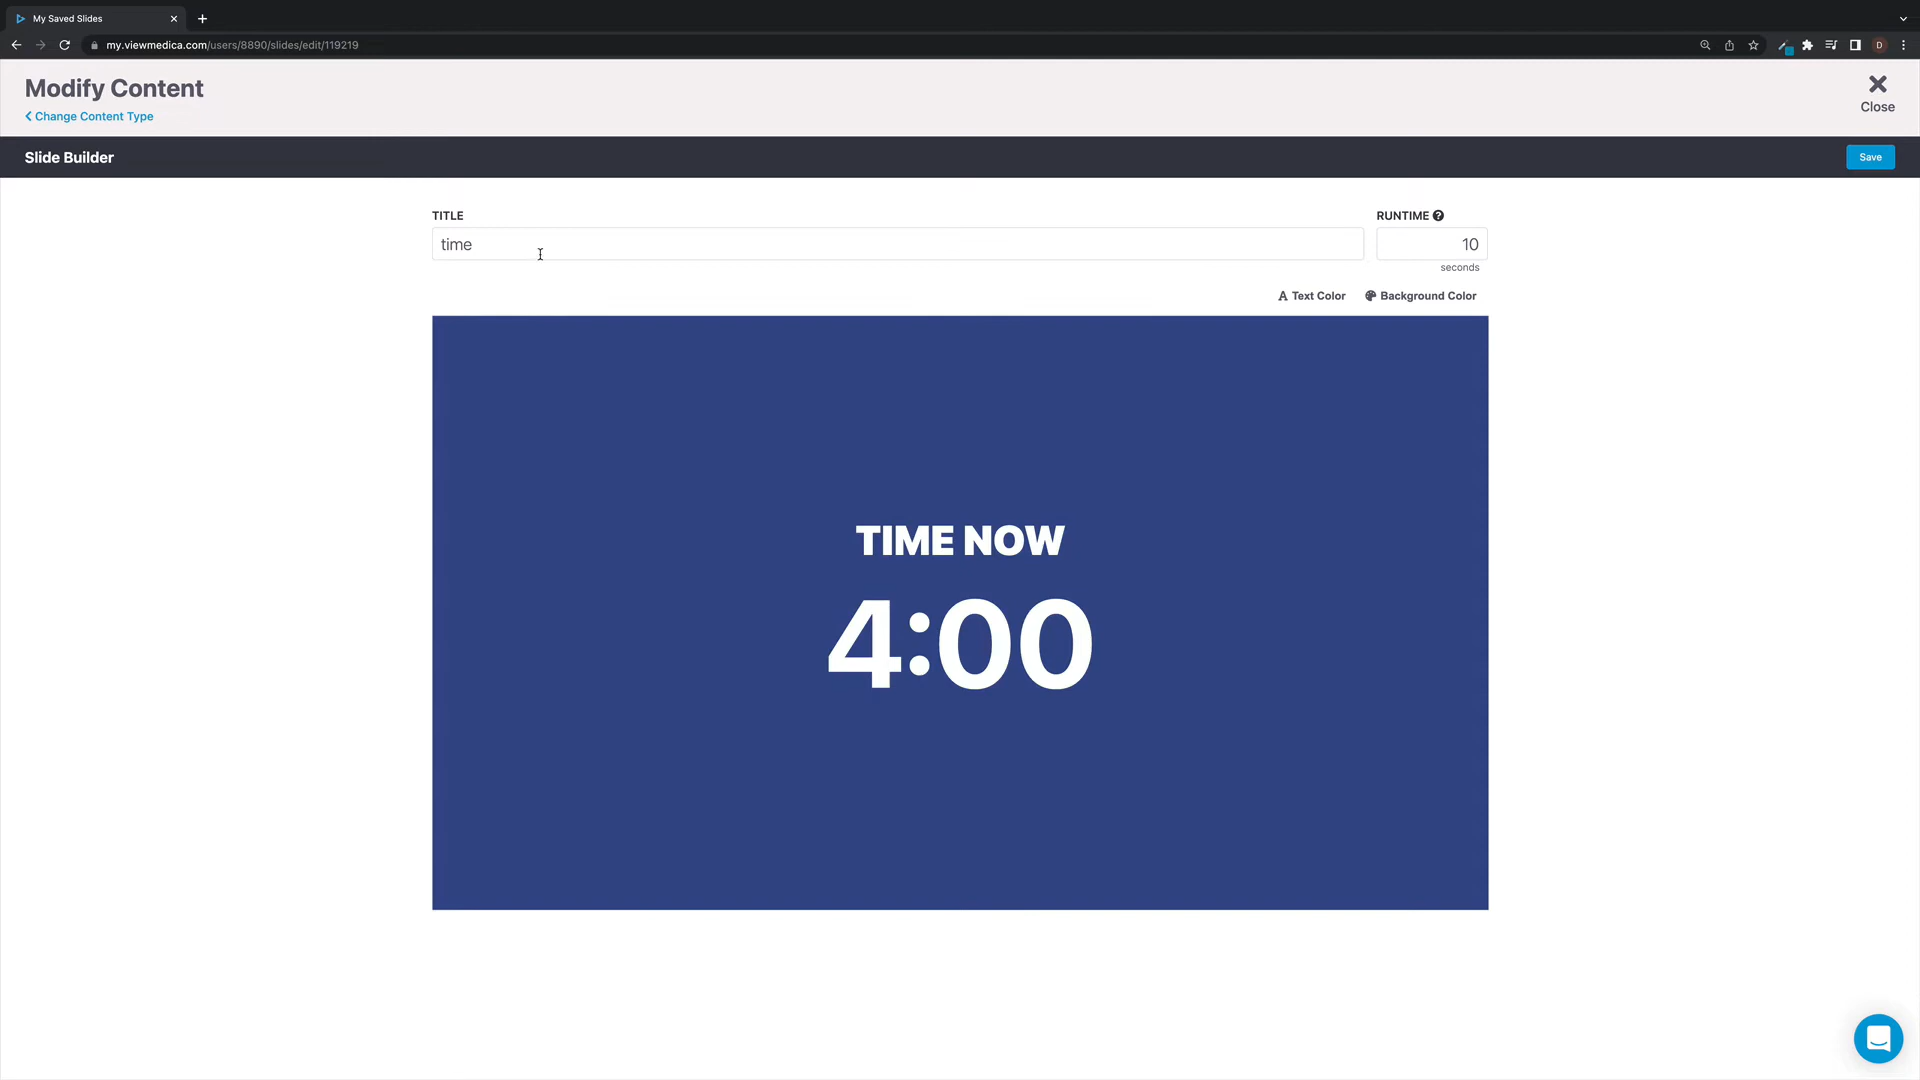 My Saved Slides
my.viewmedica.com/users/8890/slides/edit/119219
D
Modify Content
Close
Change Content Type
Slide Builder
Save
TITLE
RUNTIME
time
10
seconds
A Text Color
Background Color
TIME NOW
4:00